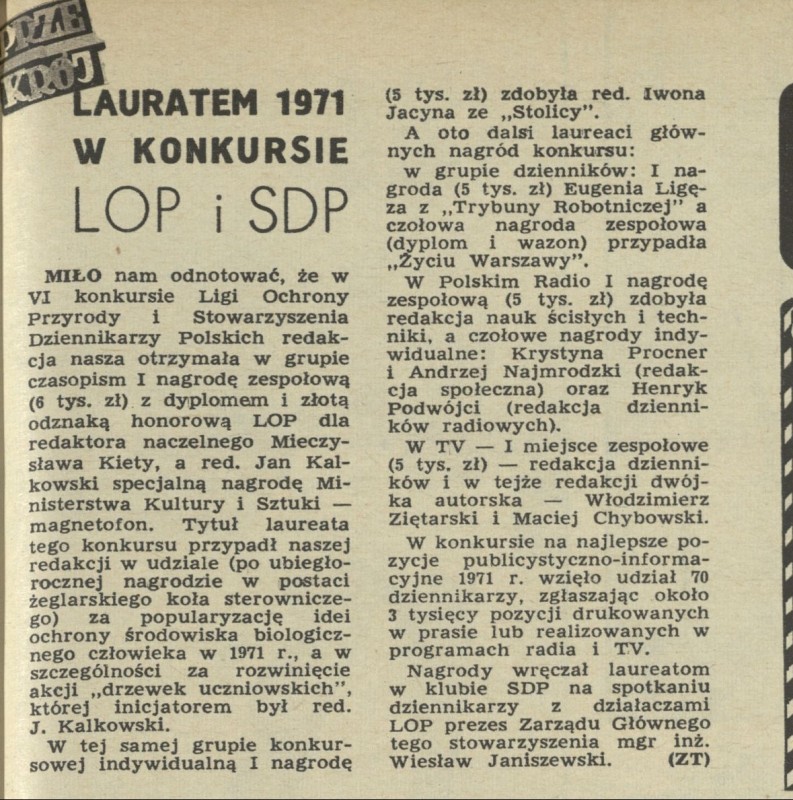 PRZE
KRÓJ
LAURATEM 1971
W KONKURSIE
LOP i SDP
MIŁO nam odnotować, że w
VI konkursie Ligi Ochrony
Przyrody i Stowarzyszenia
Dziennikarzy Polskich redak-
cja nasza otrzymała w grupie
czasopism I nagrodę zespołową
(6 tys. zł) z dyplomem i złotą
odznaką honorową LOP dla
redaktora naczelnego Mieczy-
sława Kiety, a red. Jan Kal-
kowski specjalną nagrodę Mi-
nisterstwa Kultury i Sztuki —
magnetofon. Tytuł laureata
tego konkursu przypadł naszej
redakcji w udziale (po ubiegło-
rocznej nagrodzie w postaci
żeglarskiego koła sterownicze-
go) za popularyzację idei
ochrony środowiska biologicz-
nego człowieka w 1971 r., a w
szczególności za rozwinięcie
akcji „drzewek uczniowskich”,
której inicjatorem był red.
J. Kalkowski.
W tej samej grupie konkur-
sowej indywidualną I nagrodę
(5 tys. zł) zdobyła red. Iwona
Jacyna ze „Stolicy”.
A oto dalsi laureaci głów-
nych nagród konkursu:
w grupie dzienników: I na-
groda (5 tys. zł) Eugenia Ligę-
za z „Trybuny Robotniczej” a
czołowa nagroda zespołowa
(dyplom i wazon) przypadła
„Życiu Warszawy”.
W Polskim Radio I nagrodę
zespołową (5 tys. zł) zdobyła
redakcja nauk ścisłych i tech-
niki, a czołowe nagrody indy-
widualne: Krystyna Procner
i Andrzej Najmrodzki (redak-
cja społeczna) oraz Henryk
Podwójci (redakcja dzienni-
ków radiowych).
W TV — I miejsce zespołowe
(5 tys. zł) — redakcja dzienni-
ków i w tejże redakcji dwój-
ka autorska — Włodzimierz
Ziętarski i Maciej Chybowski.
W konkursie na najlepsze po-
zycje publicystyczno-informa-
cyjne 1971 r. wzięło udział 70
dziennikarzy, zgłaszając około
3 tysięcy pozycji drukowanych
w prasie lub realizowanych w
programach radia i TV.
Nagrody wręczał laureatom
w klubie SDP na spotkaniu
dziennikarzy z działaczami
LOP prezes Zarządu Głównego
tego stowarzyszenia mgr inż.
Wiesław Janiszewski. (ZT)